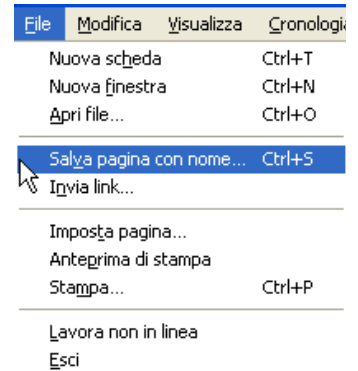 File Modifica Visualizza Cronologia
Nuova scheda Ctrl+T
Nuova finestra Ctrl+N
Apri file... Ctrl+O
Salva pagina con nome... Ctrl+S
Invia link...
Imposta pagina...
Anteprima di stampa
Stampa... Ctrl+P
Lavora non in linea
Esci